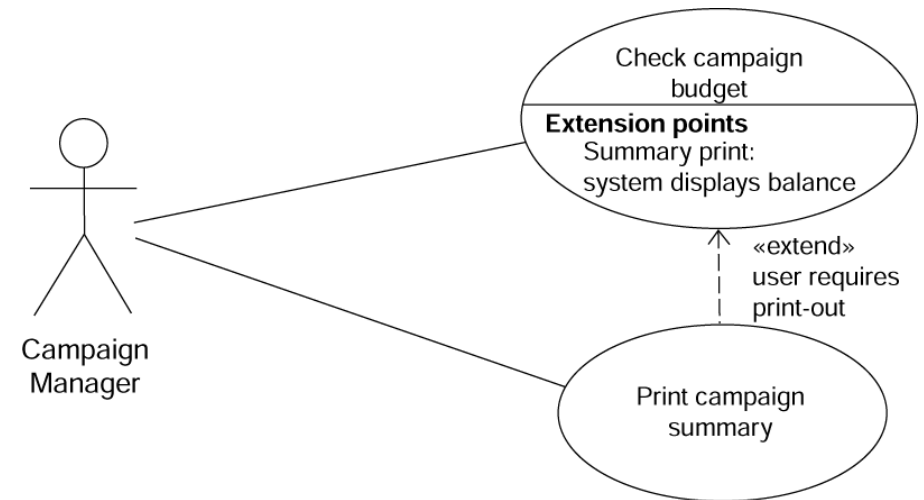 Check campaign
budget
Extension points
Summary print:
system displays balance
«extend»
user requires
print-out
Campaign
Manager
Print campaign
summary